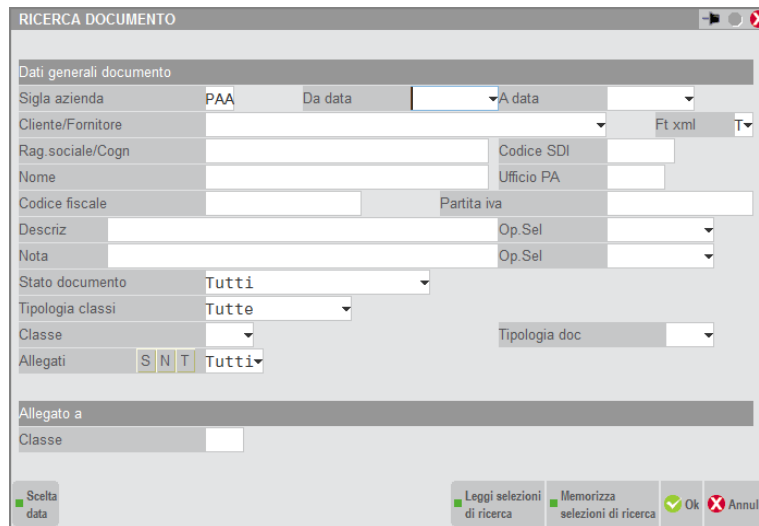 RICERCA DOCUMENTO
Dati generali documento
Sigla azienda PAA Da data A data
Cliente/Fornitore Ft xml T
Rag.sociale/Cogn Codice SDI
Nome Ufficio PA
Codice fiscale Partita iva
Descriz Op.Sel
Nota Op.Sel
Stato documento Tutti
Tipologia classi Tutte
Classe Tipologia doc
Allegati S N T Tutti
Allegato a
Classe
Scelta data Leggi selezioni di ricerca Memorizza selezioni di ricerca Ok Annul